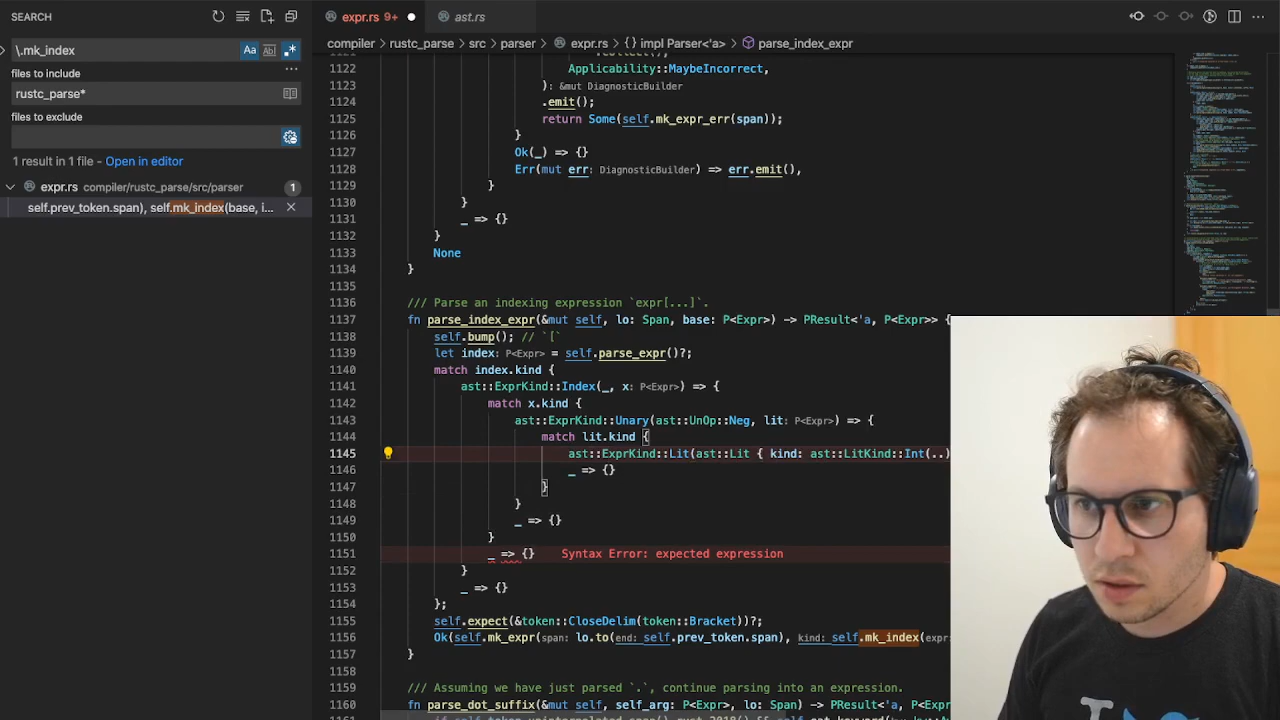 SEARCH
expr.rs 9+
ast.rs
\.mk_index
Aa
compiler
rustc_parse
src
parser
expr.rs
{} impl Parser<'a>
parse_index_expr
files to include
rustc_parse*
files to exclude
1 result in 1 file - Open in editor
expr.rs compiler/rustc_parse/src/parser 1
self.prev_token.span), self.mk_index(base, i...
1122 Applicability::MaybeIncorrect,
1123 ): &mut DiagnosticBuilder
1124 .emit();
1125 return Some(self.mk_expr_err(span));
1126 }
1127 Ok(_) => {}
1128 Err(mut err: DiagnosticBuilder) => err.emit(),
1129 }
1130 }
1131 _ => {}
1132 }
1133 None
1134 }
1135
1136 /// Parse an indexing expression `expr[...]`.
1137 fn parse_index_expr(&mut self, lo: Span, base: P<Expr>) -> PResult<'a, P<Expr>> {
1138 self.bump(); // `[`
1139 let index: P<Expr> = self.parse_expr()?;
1140 match index.kind {
1141 ast::ExprKind::Index(_, x: P<Expr>) => {
1142 match x.kind {
1143 ast::ExprKind::Unary(ast::UnOp::Neg, lit: P<Expr>) => {
1144 match lit.kind {
1145 ast::ExprKind::Lit(ast::Lit { kind: ast::LitKind::Int(..)
1146 _ => {}
1147 }
1148 }
1149 _ => {}
1150 }
1151 _ => {} Syntax Error: expected expression
1152 }
1153 _ => {}
1154 };
1155 self.expect(&token::CloseDelim(token::Bracket))?;
1156 Ok(self.mk_expr(span: lo.to(end: self.prev_token.span), kind: self.mk_index(expr
1157 }
1158
1159 /// Assuming we have just parsed `.`, continue parsing into an expression.
1160 fn parse_dot_suffix(&mut self, self_arg: P<Expr>, lo: Span) -> PResult<'a, P<Expr